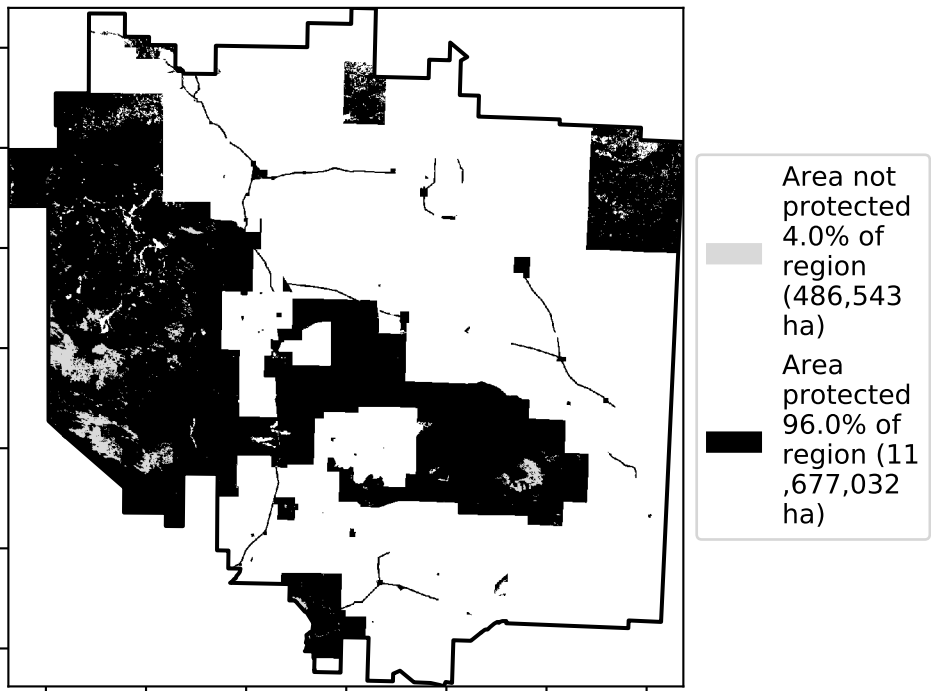 Area not
protected
4.0% of
region
(486,543
ha)
Area
protected
96.0% of
region (11
,677,032
ha)